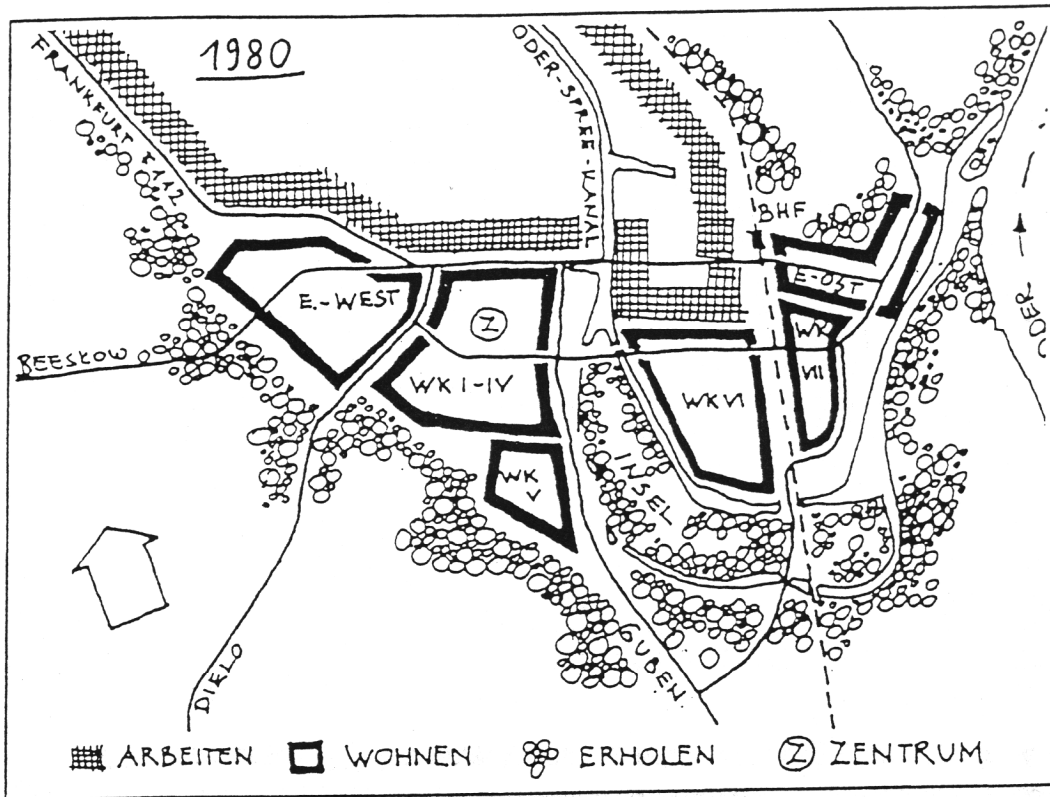 1980
FRANKFURT
112
ODER-SPREE-KANAL
BHF
E-OST
ODER
E.-WEST
Z
BEESKOW
WK I-IV
WK VI
WK
VII
WK
V
INSEL
DIELO
GUBEN
ARBEITEN
WOHNEN
ERHOLEN
Z ZENTRUM